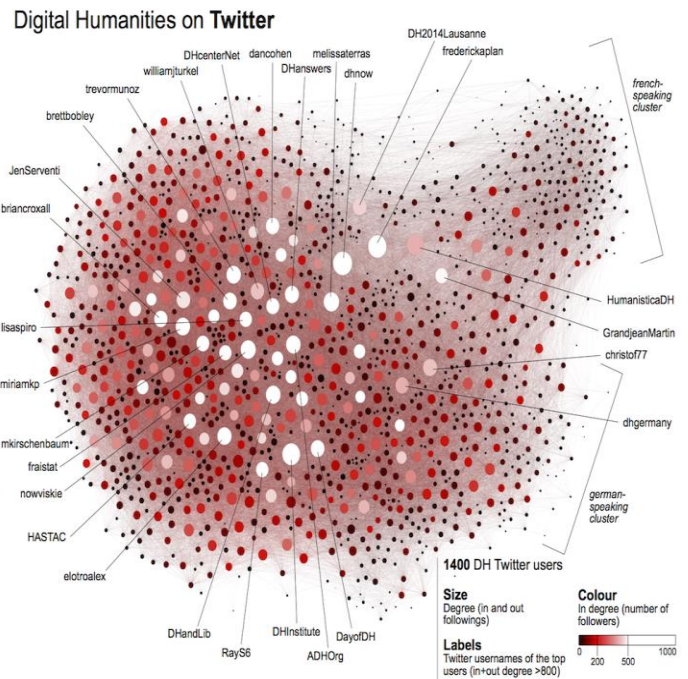 Digital Humanities on Twitter
DH2014Lausanne
frederickaplan
DHcenterNet
dancohen
melissaterras
williamjturkel
DHanswers
dhnow
trevormunoz
brettbobley
french-
speaking
cluster
JenServenti
briancroxall
HumanisticaDH
lisaspiro
GrandjeanMartin
christof77
miriamkp
dhgermany
mkirschenbaum
fraistat
nowviskie
german-
speaking
cluster
HASTAC
elotroalex
DHandLib
RayS6
DHInstitute
ADHOrg
DayofDH
1400 DH Twitter users
Size
Degree (in and out
followings)
Labels
Twitter usernames of the top
users (in+out degree >800)
Colour
In degree (number of
followers)
0 200 500 1000